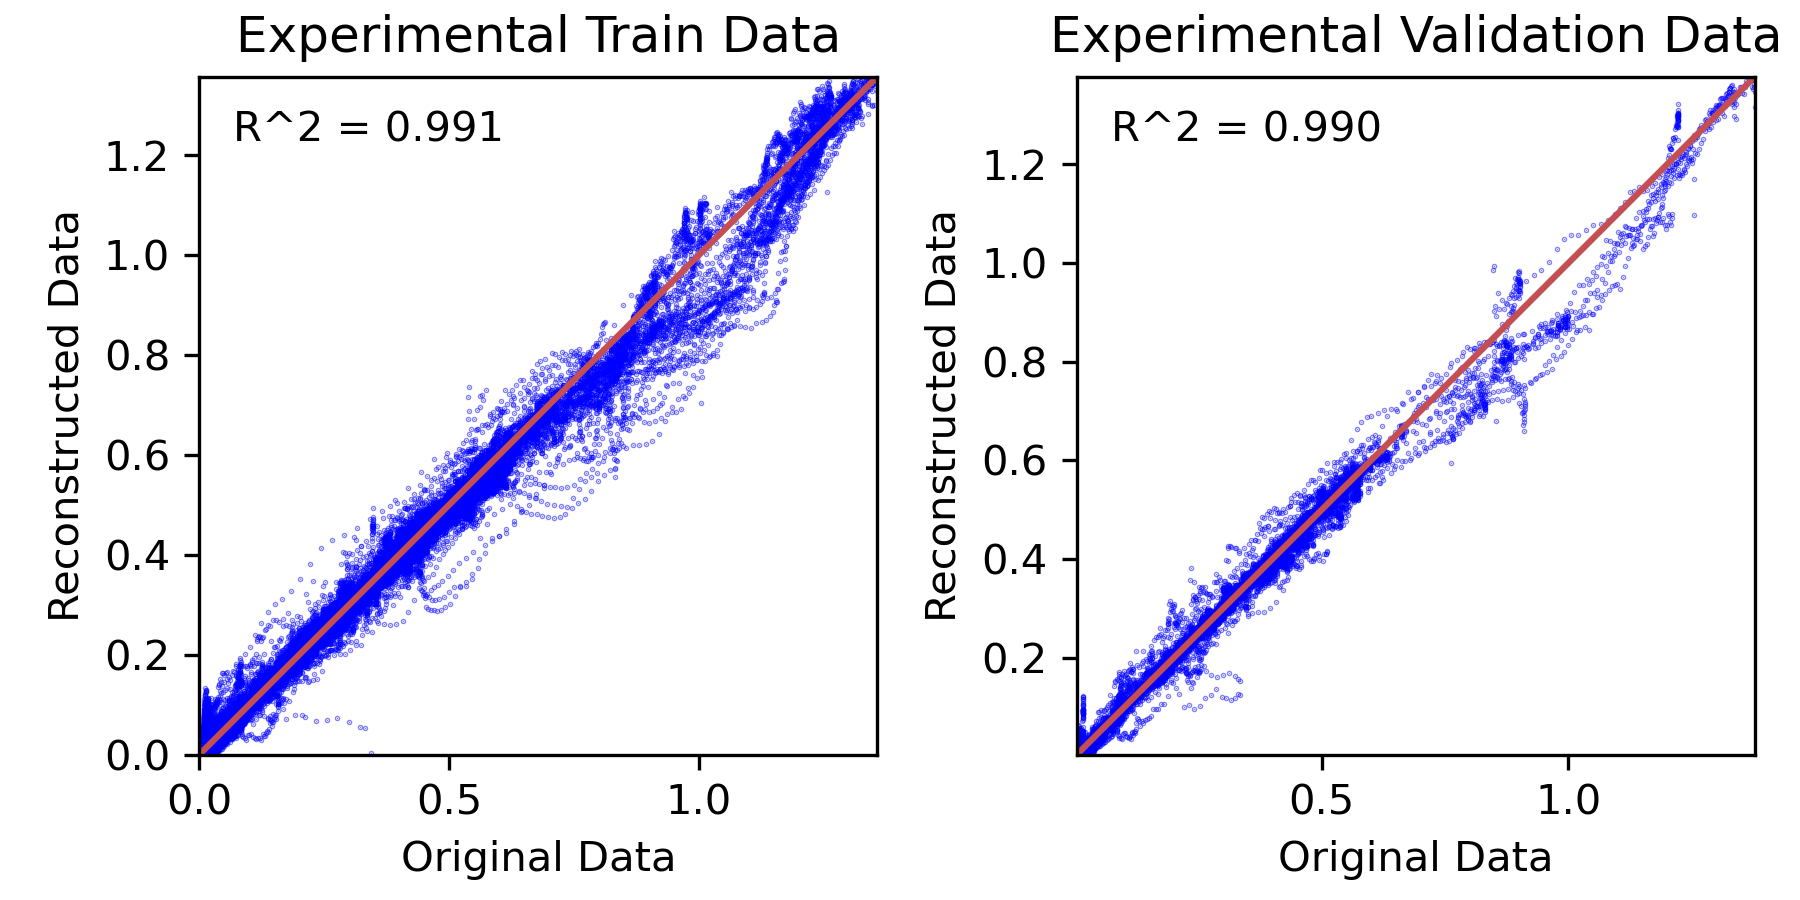 Experimental Train Data
R^2 = 0.991
1.2
1.0
0.8
0.6
0.4
0.2
0.0
Reconstructed Data
0.0 0.5 1.0
Original Data
Experimental Validation Data
R^2 = 0.990
1.2
1.0
0.8
0.6
0.4
0.2
Reconstructed Data
0.5 1.0
Original Data